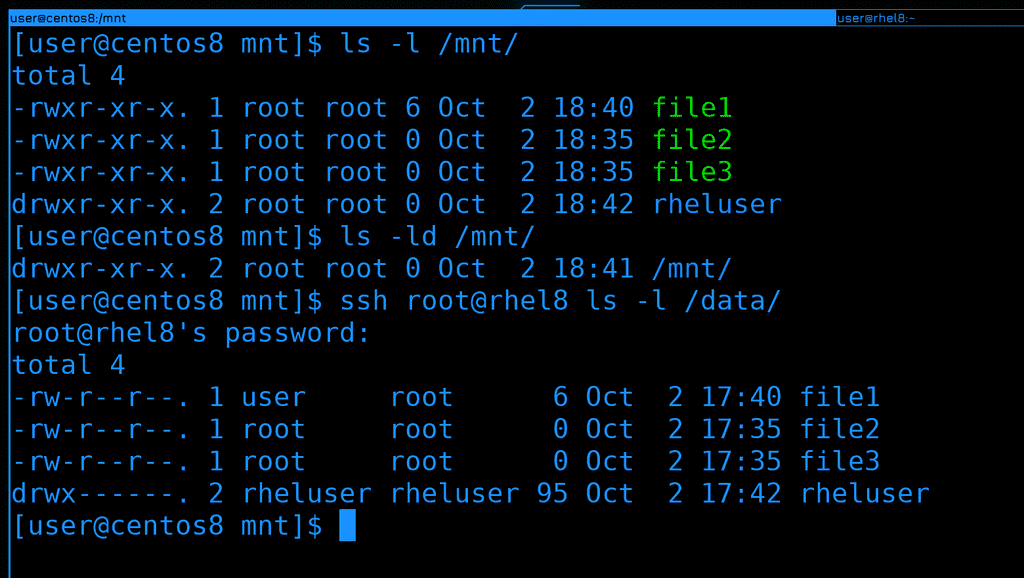 user@centos8:/mnt
user@rhel8:~
[user@centos8 mnt]$ ls -l /mnt/
total 4
-rwxr-xr-x. 1 root root 6 Oct  2 18:40 file1
-rwxr-xr-x. 1 root root 0 Oct  2 18:35 file2
-rwxr-xr-x. 1 root root 0 Oct  2 18:35 file3
drwxr-xr-x. 2 root root 0 Oct  2 18:42 rheluser
[user@centos8 mnt]$ ls -ld /mnt/
drwxr-xr-x. 2 root root 0 Oct  2 18:41 /mnt/
[user@centos8 mnt]$ ssh root@rhel8 ls -l /data/
root@rhel8's password:
total 4
-rw-r--r--. 1 user     root      6 Oct  2 17:40 file1
-rw-r--r--. 1 root     root      0 Oct  2 17:35 file2
-rw-r--r--. 1 root     root      0 Oct  2 17:35 file3
drwx------. 2 rheluser rheluser 95 Oct  2 17:42 rheluser
[user@centos8 mnt]$